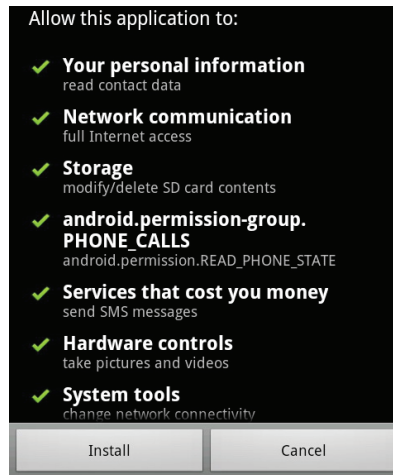 Allow this application to:
Your personal information
read contact data
Network communication
full Internet access
Storage
modify/delete SD card contents
android.permission-group.
PHONE_CALLS
android.permission.READ_PHONE_STATE
Services that cost you money
send SMS messages
Hardware controls
take pictures and videos
System tools
change network connectivity
Install Cancel